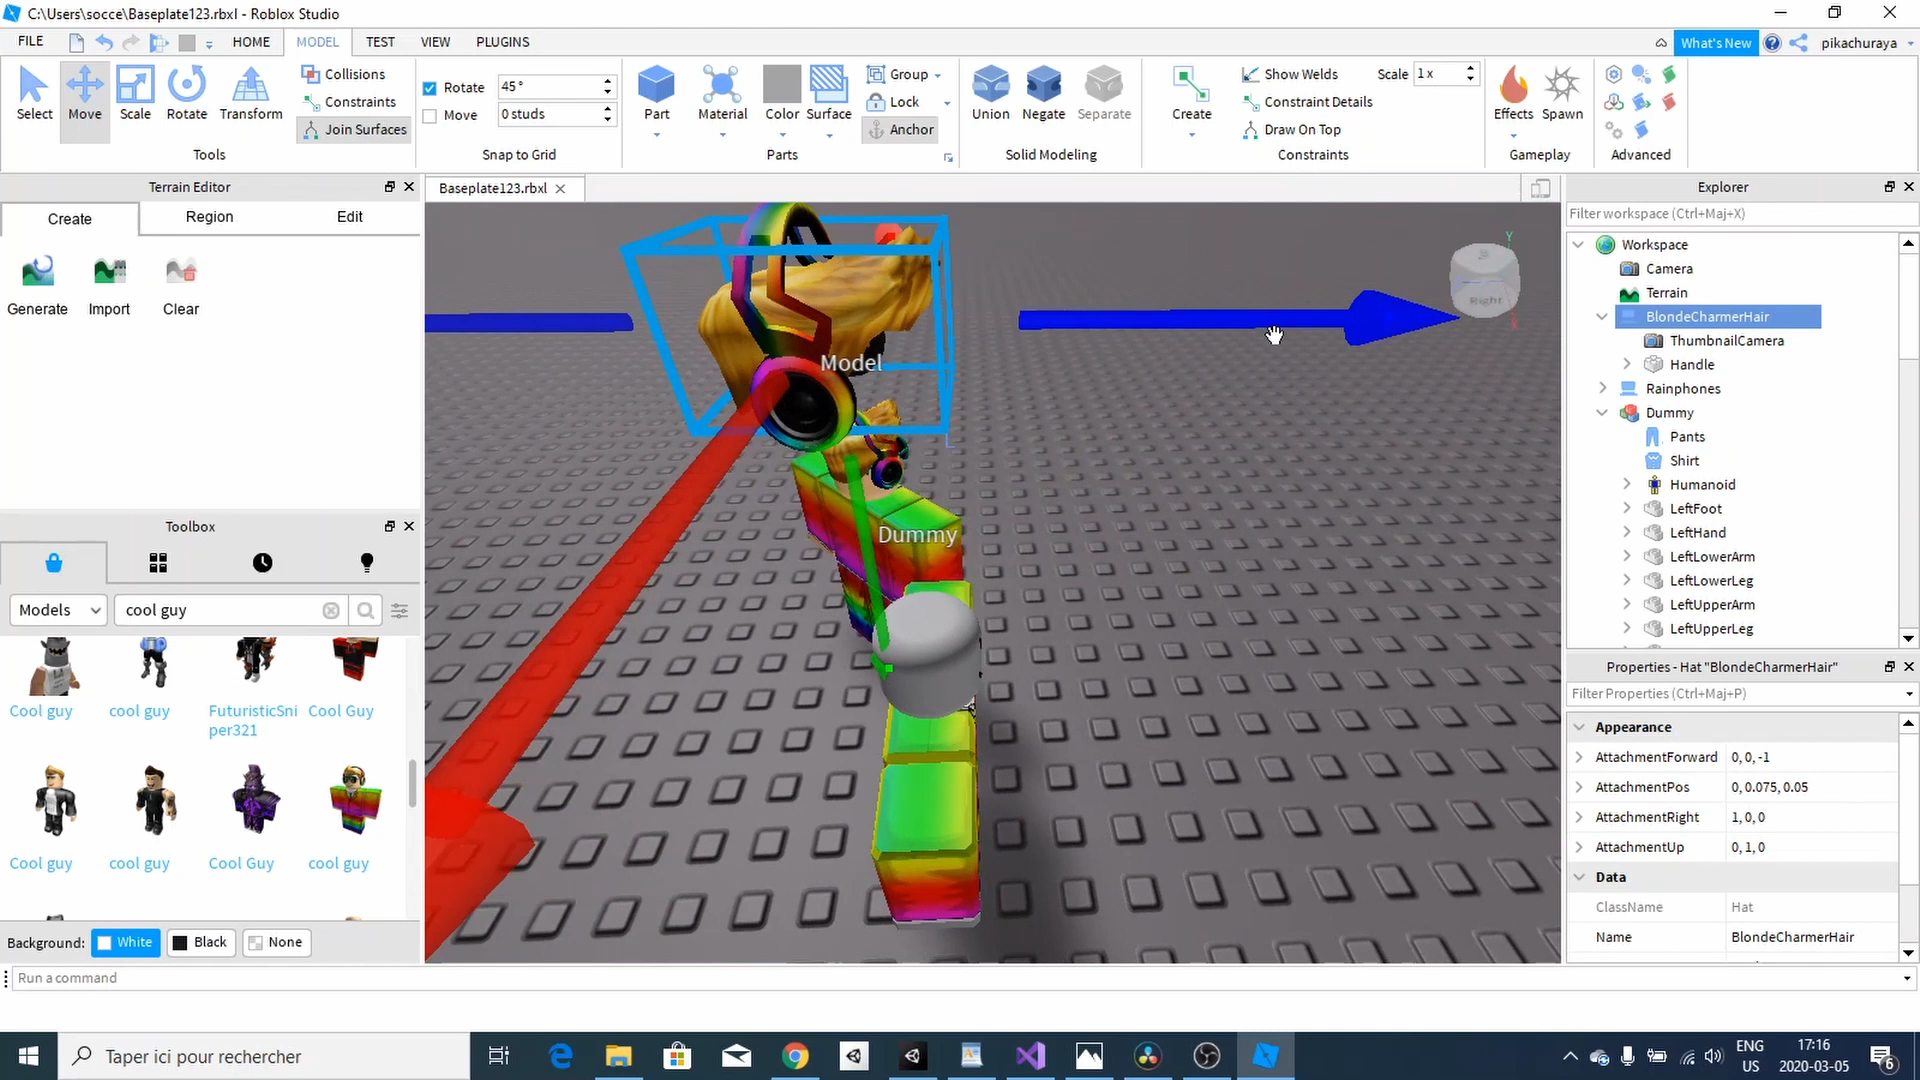 C:\Users\socce\Baseplate123.rbxl - Roblox Studio
FILE
HOME
MODEL
TEST
VIEW
PLUGINS
What's New
pikachuraya
Select
Move
Scale
Rotate
Transform
Tools
Collisions
Constraints
Join Surfaces
Rotate
45 °
Move
0 studs
Snap to Grid
Part
Material
Color
Surface
Group
Lock
Anchor
Parts
Union
Negate
Separate
Solid Modeling
Create
Show Welds
Scale
1 x
Constraint Details
Draw On Top
Constraints
Effects
Spawn
Gameplay
Advanced
Terrain Editor
Create
Region
Edit
Generate
Import
Clear
Toolbox
Models
cool guy
Cool guy
cool guy
FuturisticSni
per321
Cool Guy
Cool guy
cool guy
Cool Guy
cool guy
Background:
White
Black
None
Baseplate123.rbxl
Model
Dummy
Y
Right
X
Explorer
Filter workspace (Ctrl+Maj+X)
Workspace
Camera
Terrain
BlondeCharmerHair
ThumbnailCamera
Handle
Rainphones
Dummy
Pants
Shirt
Humanoid
LeftFoot
LeftHand
LeftLowerArm
LeftLowerLeg
LeftUpperArm
LeftUpperLeg
Properties - Hat "BlondeCharmerHair"
Filter Properties (Ctrl+Maj+P)
Appearance
AttachmentForward 0, 0, -1
AttachmentPos 0, 0.075, 0.05
AttachmentRight 1, 0, 0
AttachmentUp 0, 1, 0
Data
ClassName Hat
Name BlondeCharmerHair
Run a command
Taper ici pour rechercher
ENG
US
17:16
2020-03-05
6